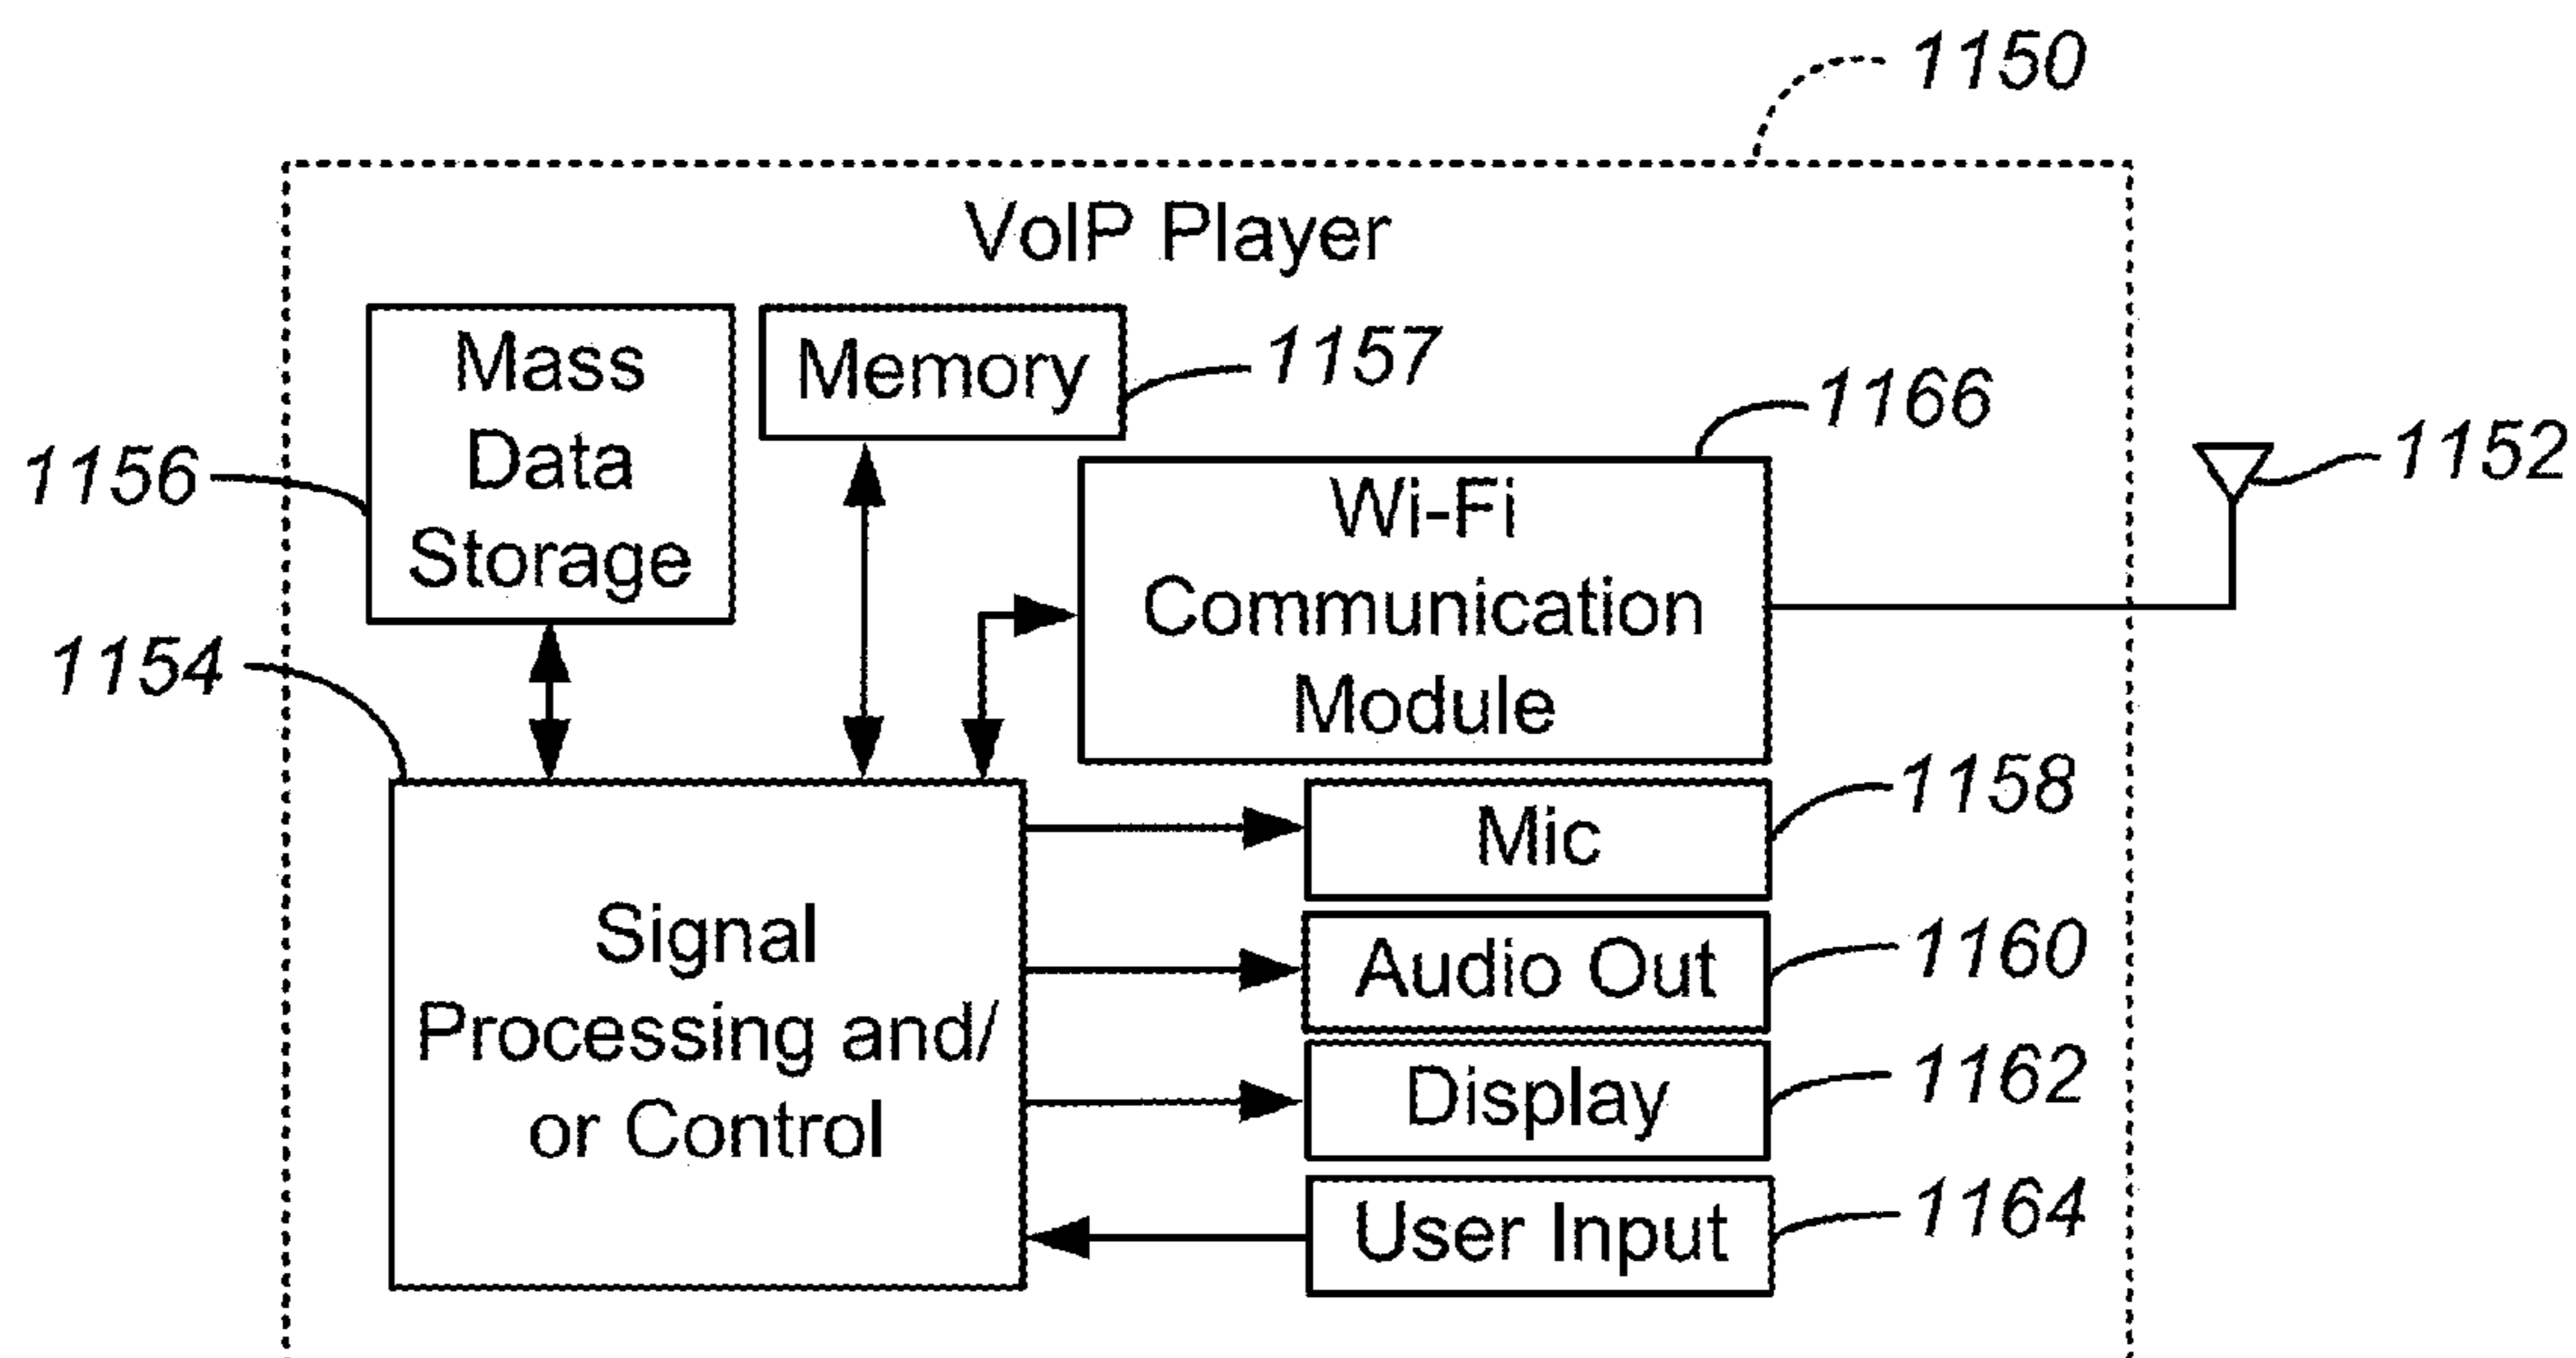 1150
VoIP Player
Mass
Data
Storage
Memory
1157
1166
1156
1152
Wi-Fi
Communication
Module
1154
1158
Mic
Signal
Processing and/
or Control
Audio Out
1160
Display
1162
User Input
1164